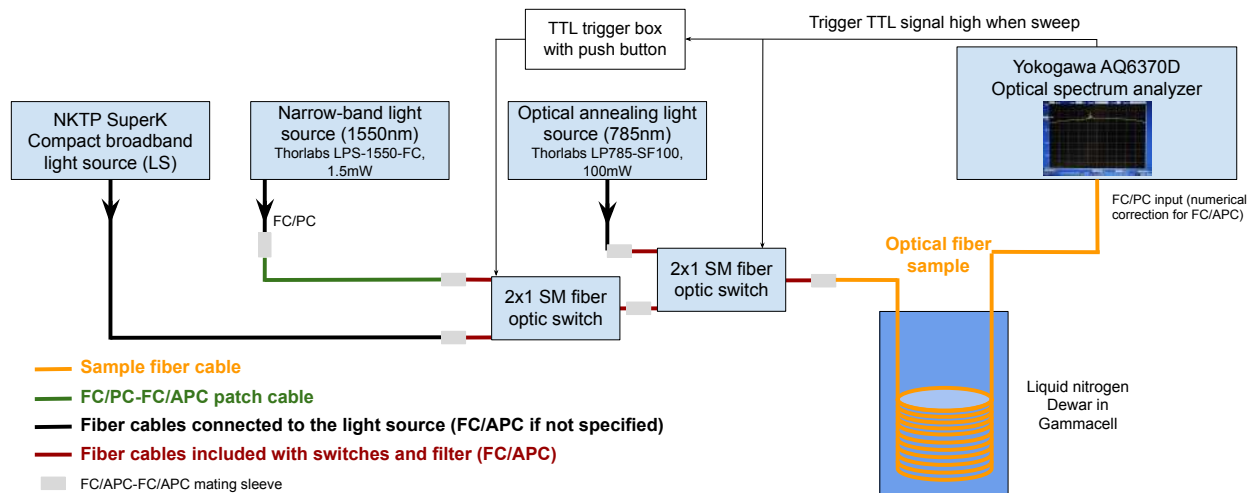 TTL trigger box
with push button
Trigger TTL signal high when sweep
NKTP SuperK
Compact broadband
light source (LS)
Narrow-band light
source (1550nm)
Thorlabs LPS-1550-FC,
1.5mW
Optical annealing light
source (785nm)
Thorlabs LP785-SF100,
100mW
Yokogawa AQ6370D
Optical spectrum analyzer
FC/PC
FC/PC input (numerical
correction for FC/APC)
Optical fiber
sample
2x1 SM fiber
optic switch
2x1 SM fiber
optic switch
Sample fiber cable
FC/PC-FC/APC patch cable
Fiber cables connected to the light source (FC/APC if not specified)
Fiber cables included with switches and filter (FC/APC)
FC/APC-FC/APC mating sleeve
Liquid nitrogen
Dewar in
Gammacell